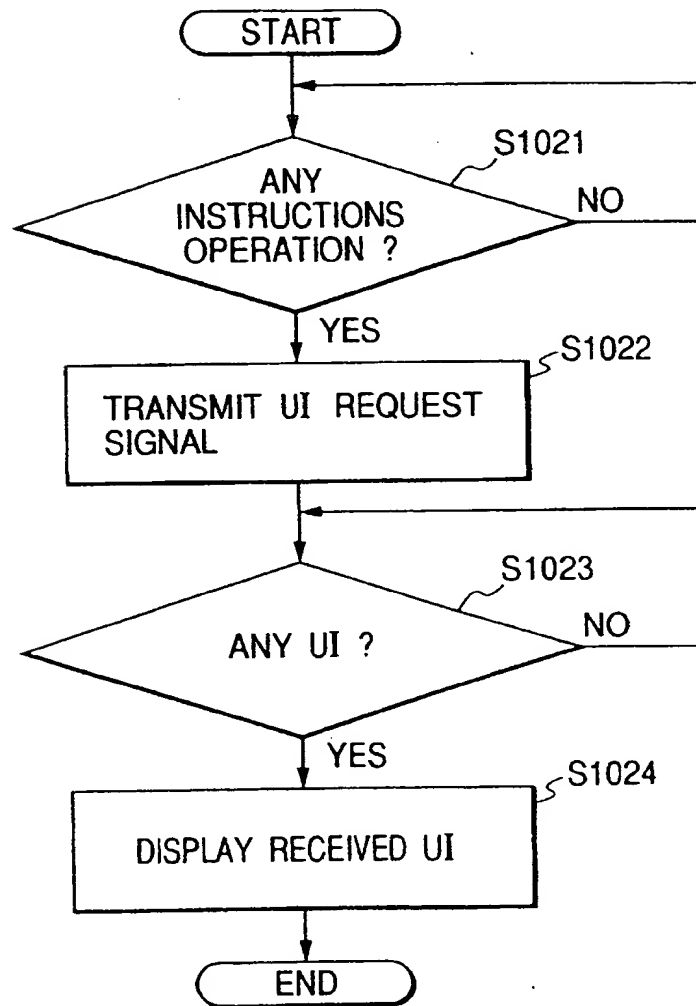 START
S1021
ANY
INSTRUCTIONS
OPERATION ?
NO
YES
S1022
TRANSMIT UI REQUEST
SIGNAL
S1023
ANY UI ?
NO
YES
S1024
DISPLAY RECEIVED UI
END